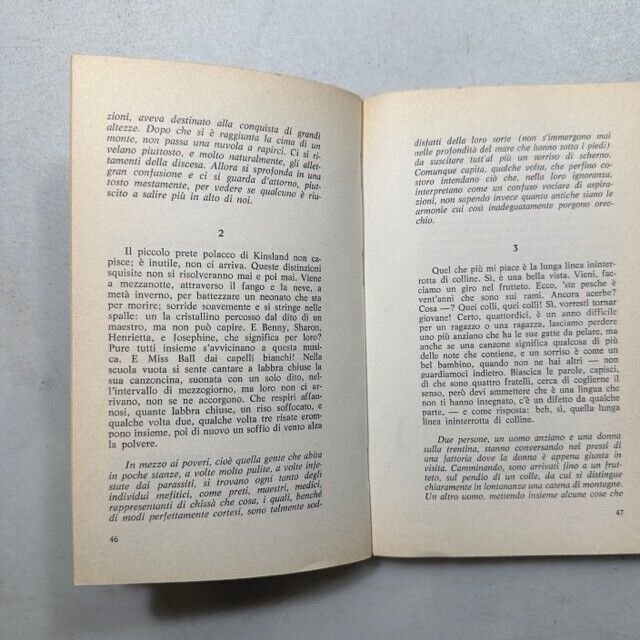 zioni, aveva destinato alla conquista di grandi
altezze. Dopo che si è raggiunta la cima di un
monte, non passa una nuvola a rapirci. Ci si ri-
velano piuttosto, e molto naturalmente, gli allet-
tamenti della discesa. Allora si sprofonda in una
gran confusione e ci si guarda d'attorno, piut-
tosto mestamente, per vedere se qualcuno è riu-
scito a salire più in alto di noi.
2
Il piccolo prete polacco di Kinsland non ca-
pisce; è inutile, non ci arriva. Queste distinzioni
squisite non si risolveranno mai e poi mai. Viene
a mezzanotte, attraverso il fango e la neve, a
metà inverno, per battezzare un neonato che sta
per morire; sorride soavemente e si stringe nelle
spalle: un la cristallino percosso dal dito di un
maestro, ma non può capire. E Benny, Sharon,
Henrietta, e Josephine, che significa per loro?
Pure tutti insieme s'avvicinano a questa musi-
ca. E Miss Ball dai capelli bianchi! Nella
scuola vuota si sente cantare a labbra chiuse la
sua canzoncina, suonata con un solo dito, nel-
l'intervallo di mezzogiorno, ma loro non ci ar-
rivano, non se ne accorgono. Che respiri affan-
nosi, quante labbra chiuse, un riso soffocato, e
qualche volta due, qualche volta tre risate erom-
pono insieme, poi di nuovo un soffio di vento alza
la polvere.
In mezzo ai poveri, cioè quella gente che abita
in poche stanze, a volte molto pulite, a volte infe-
state dai parassiti, si trovano ogni tanto degli
individui mefitici, come preti, maestri, medici,
rappresentanti di chissà che cosa, i quali, benché
di modi perfettamente cortesi, sono talmente sod-
46
disfatti della loro sorte (non s'immergono mai
nelle profondità del mare che hanno sotto i piedi)
da suscitare tutt'al più un sorriso di scherno.
Comunque capita, qualche volta, che perfino co-
storo intendano ciò che, nella loro ignoranza,
interpretano come un confuso vociare di aspira-
zioni, non sapendo invece quanto antiche siano le
armonie cui così inadeguatamente porgono orec-
chio.
3
Quel che più mi piace è la lunga linea ininter-
rotta di colline. Sì, è una bella vista. Vieni, fac-
ciamo un giro nel frutteto. Ecco, 'ste pesche è
vent'anni che sono sui rami. Ancora acerbe?
Cosa —? Quei colli, quei colli! Sì, vorresti tornar
giovane! Certo, quattordici, è un anno difficile
per un ragazzo o una ragazza, lasciamo perdere
uno più anziano che ha le sue gatte da pelare, ma
anche se una canzone significa qualcosa di più
delle note che contiene, e un sorriso è come un
bel bambino, quando non ne hai altri — non
guardiamoci indietro. Biascica le parole, capisci,
di che sono quattro fratelli, cerca di coglierne il
senso, però devi ammettere che è una lingua che
non ti hanno insegnato, c'è un difetto da qualche
parte, — e come risposta: beh, sì, quella lunga
linea ininterrotta di colline.
Due persone, un uomo anziano e una donna
sulla trentina, stanno conversando nei pressi di
una fattoria dove la donna è appena giunta in
visita. Camminando, sono arrivati fino a un frut-
teto, sul pendio di un colle, da cui si distingue
chiaramente in lontananza una catena di montagne.
Un altro uomo, mettendo insieme alcune cose che
47